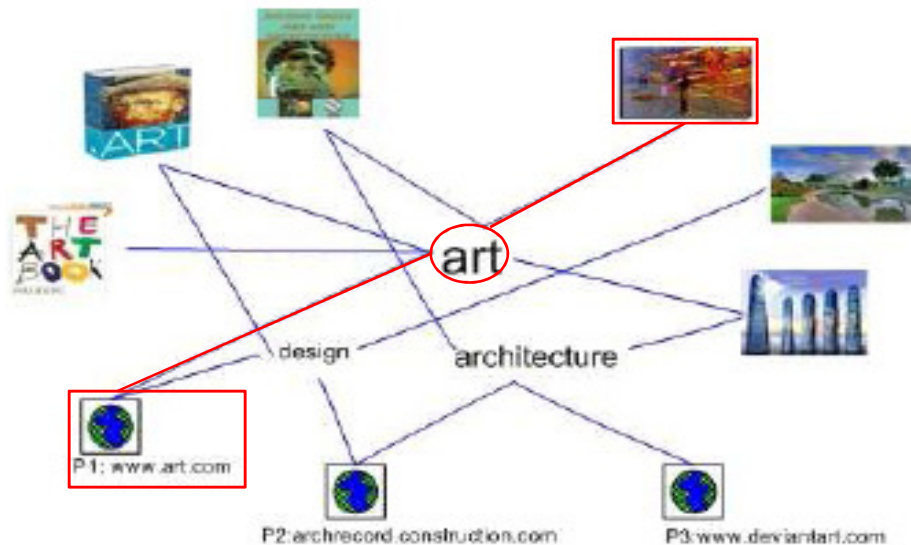 .ART
THE
ART
BOOK
art
design
architecture
P1: www.art.com
P2:archrecord.construction.com
P3:www.deviantart.com